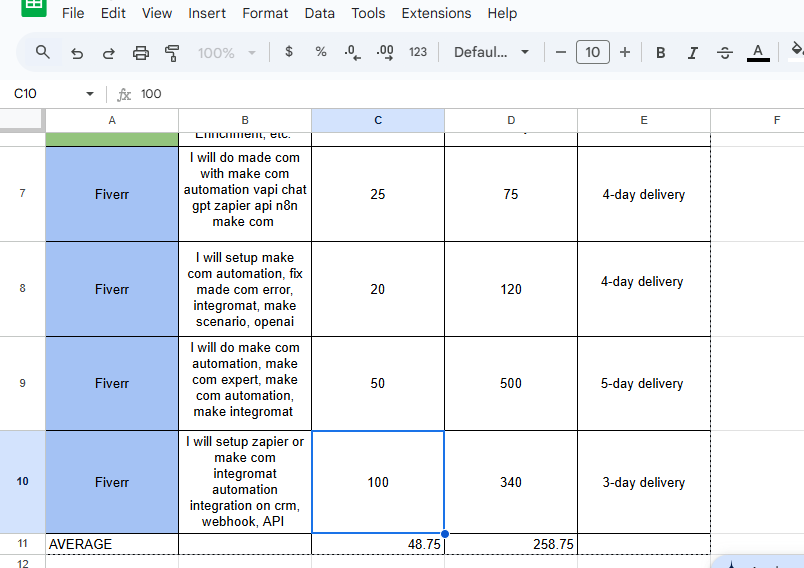 File Edit View Insert Format Data Tools Extensions Help
100% $ % .0 .00 123 Defaul... − 10 + B I S A
C10 fx 100
A B C D E F
Enrichment, etc.
7 Fiverr I will do made com 25 75 4-day delivery
with make com
automation vapi chat
gpt zapier api n8n
make com
8 Fiverr I will setup make 20 120 4-day delivery
com automation, fix
made com error,
integromat, make
scenario, openai
9 Fiverr I will do make com 50 500 5-day delivery
automation, make
com expert, make
com automation,
make integromat
10 Fiverr I will setup zapier or 100 340 3-day delivery
make com
integromat
automation
integration on crm,
webhook, API
11 AVERAGE 48.75 258.75
12